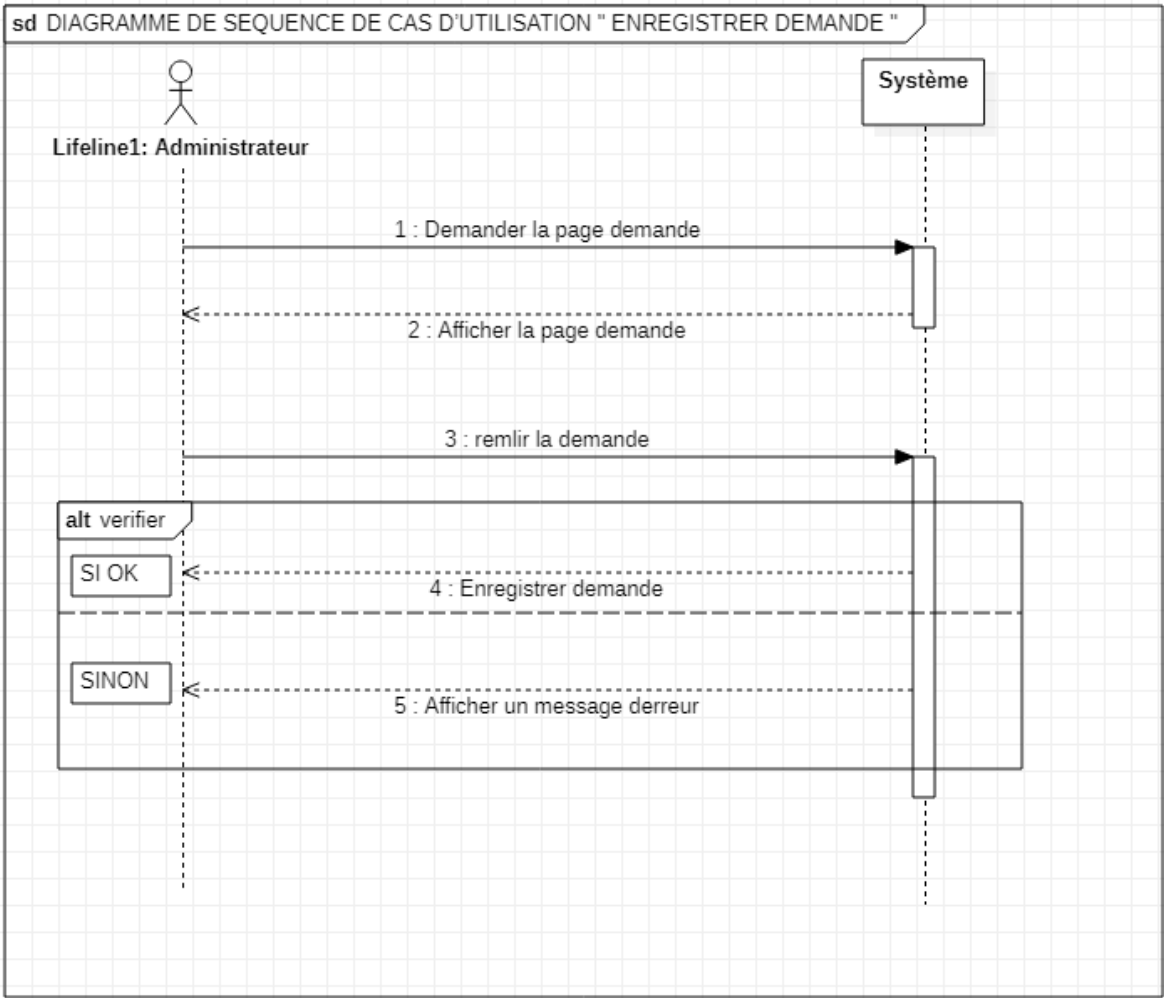 sd DIAGRAMME DE SEQUENCE DE CAS D'UTILISATION " ENREGISTRER DEMANDE "
Système
Lifeline1: Administrateur
1 : Demander la page demande
2 : Afficher la page demande
3 : remlir la demande
alt verifier
SI OK
4 : Enregistrer demande
SINON
5 : Afficher un message derreur